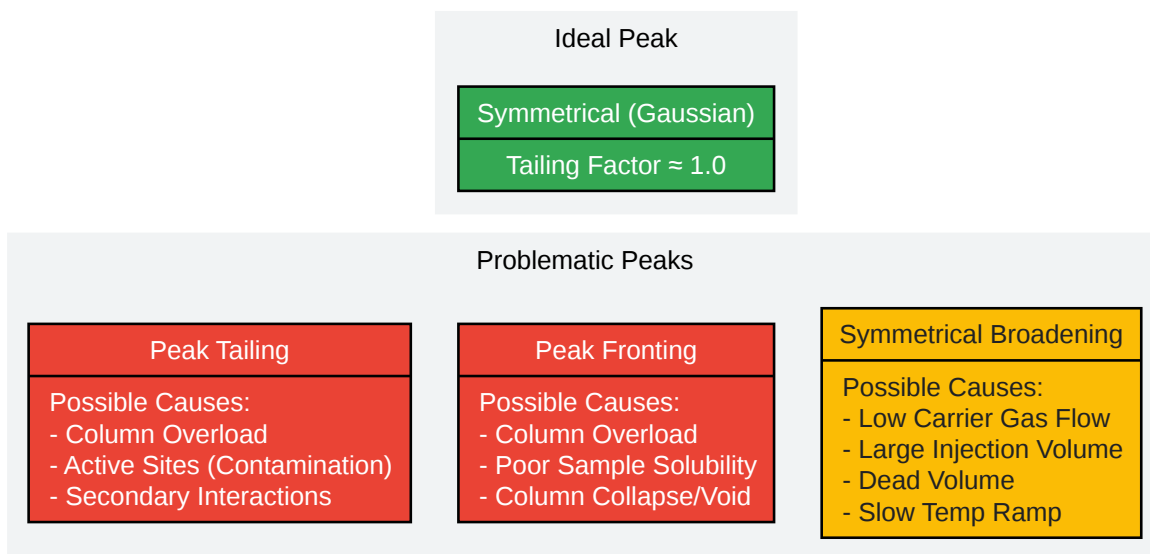 Ideal Peak
Symmetrical (Gaussian)
Tailing Factor ≈ 1.0
Problematic Peaks
Peak Tailing
Possible Causes:
- Column Overload
- Active Sites (Contamination)
- Secondary Interactions
Peak Fronting
Possible Causes:
- Column Overload
- Poor Sample Solubility
- Column Collapse/Void
Symmetrical Broadening
Possible Causes:
- Low Carrier Gas Flow
- Large Injection Volume
- Dead Volume
- Slow Temp Ramp